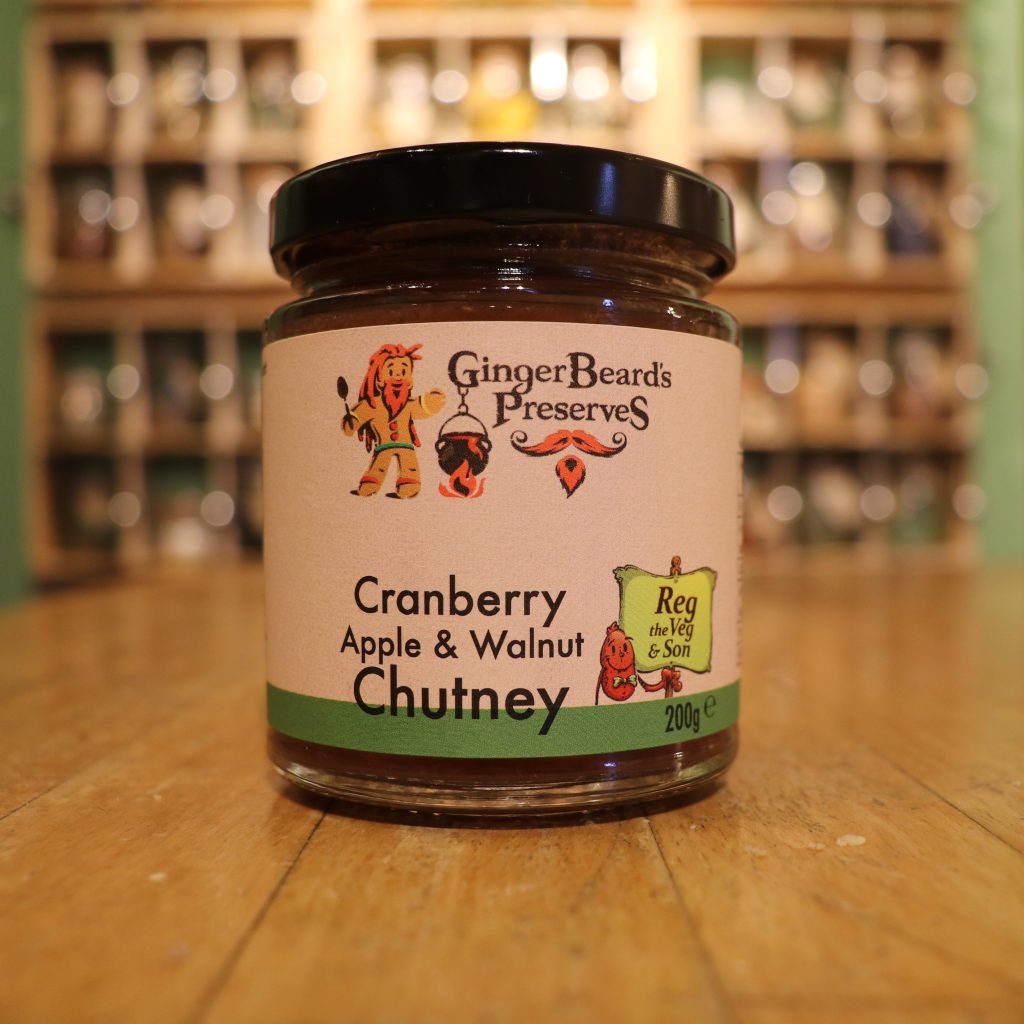 GingerBeard's
Preserves
Cranberry
Apple & Walnut
Chutney
Reg
the Veg
& Son
200g ℮